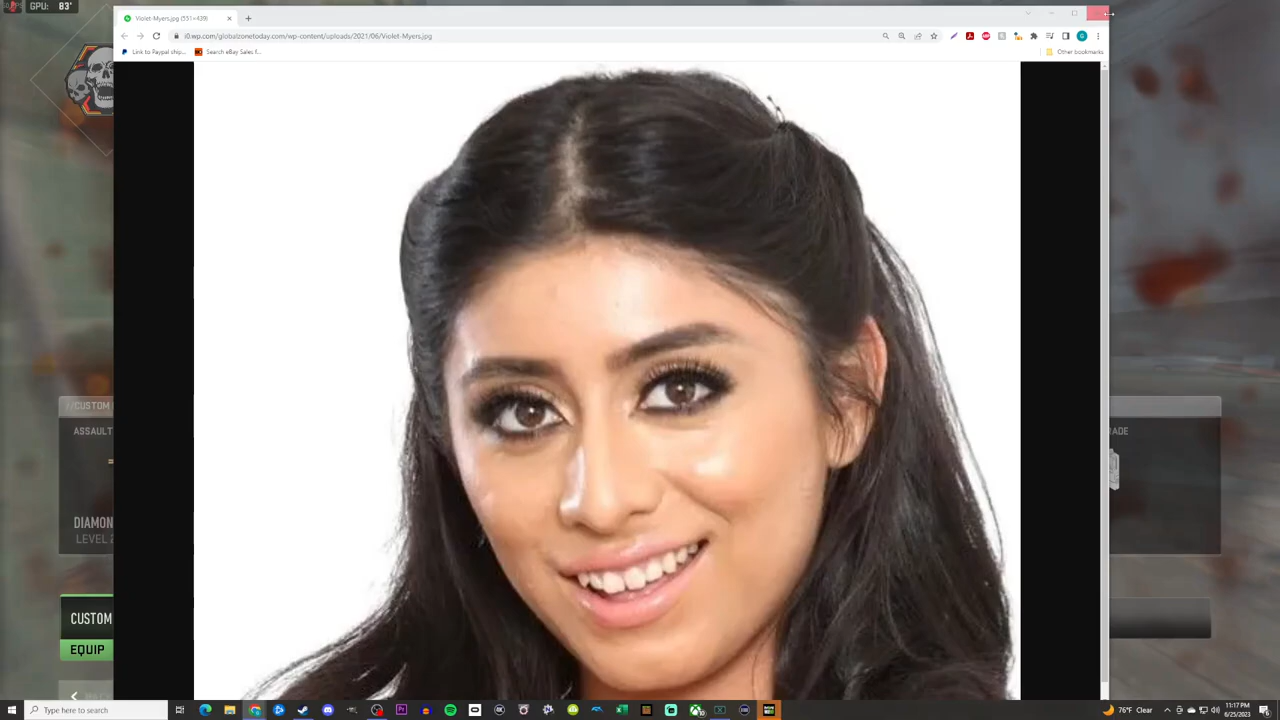 GPU: 83°
Violet-Myers.jpg (551×439)
i0.wp.com/globalzonetoday.com/wp-content/uploads/2021/06/Violet-Myers.jpg
Link to Paypal ship...
Search eBay Sales f...
Other bookmarks
//CUSTOM
ASSAULT
DIAMON
LEVEL 2
CUSTOM
EQUIP
Type here to search
76°F Clear
11:17 PM
6/25/2023